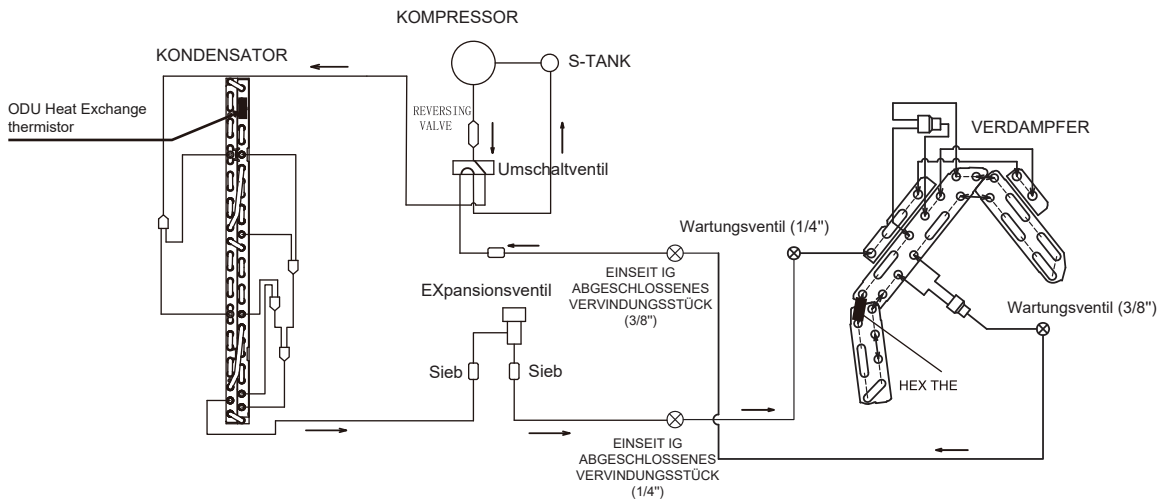 KOMPRESSOR
KONDENSATOR
S-TANK
ODU Heat Exchange
thermistor
REVERSING
VALVE
VERDAMPFER
Umschaltventil
Wartungsventil (1/4")
EINSEIT IG
ABGESCHLOSSENES
VERVINDUNGSSTÜCK
(3/8")
EXpansionsventil
Wartungsventil (3/8")
Sieb
Sieb
HEX THE
EINSEIT IG
ABGESCHLOSSENES
VERVINDUNGSSTÜCK
(1/4")